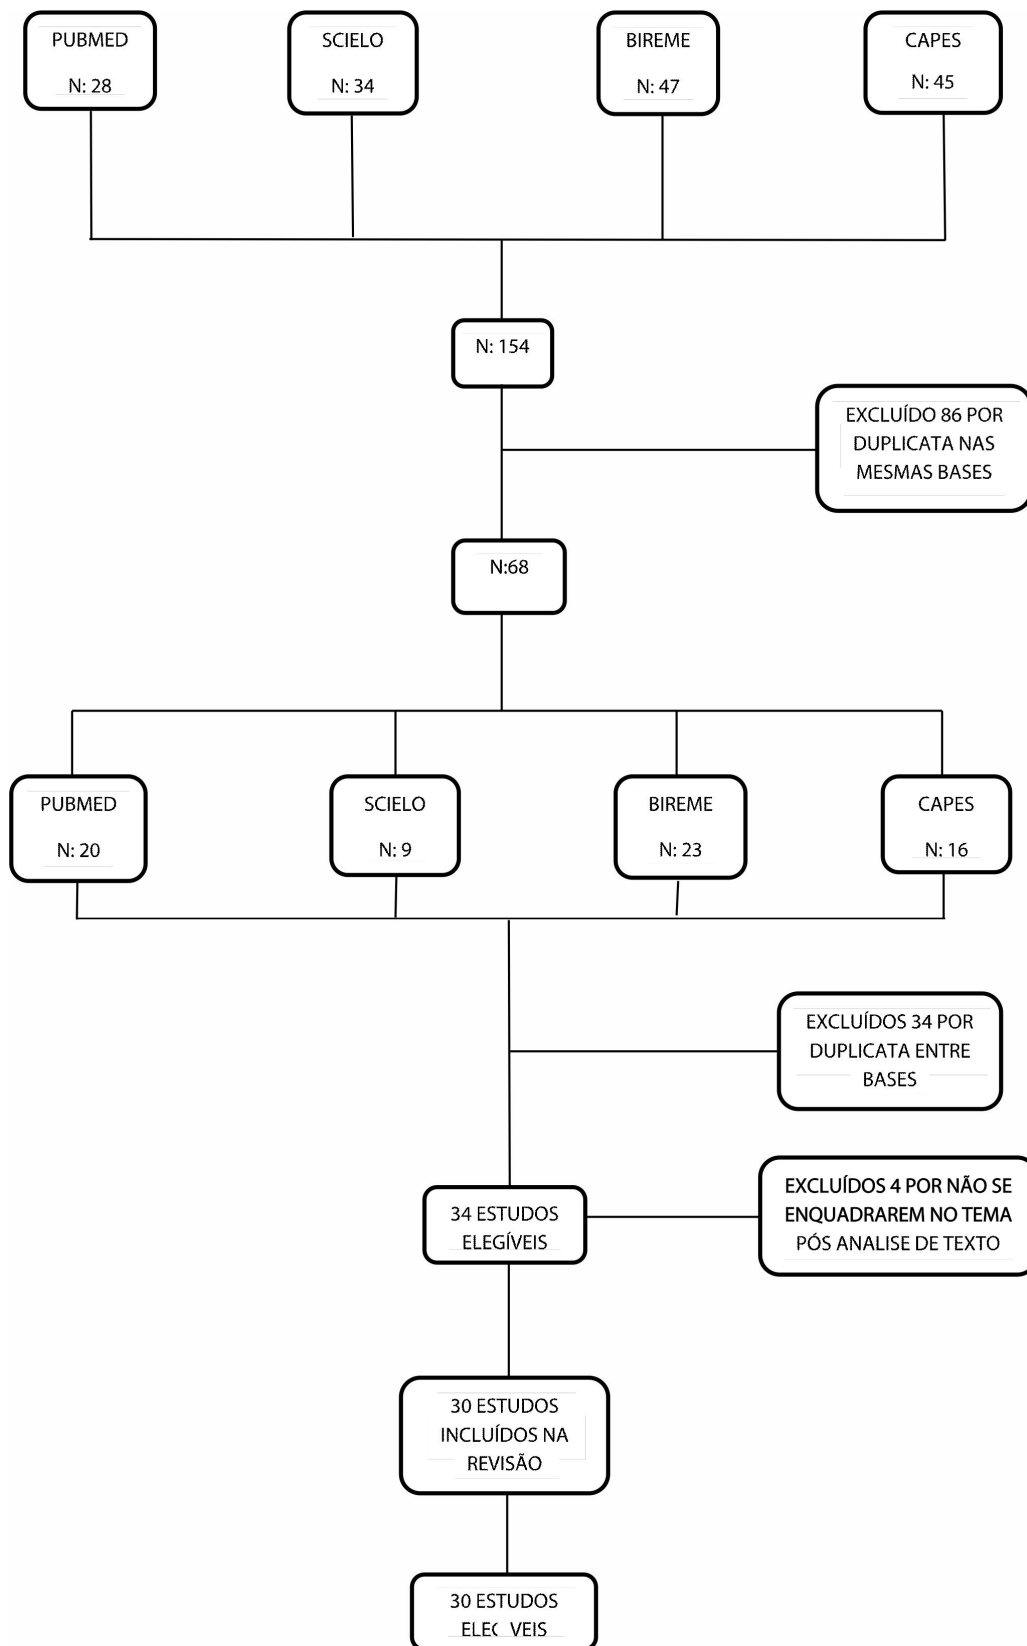 PUBMED
N: 28
SCIELO
N: 34
BIREME
N: 47
CAPES
N: 45
N: 154
EXCLUÍDO 86 POR
DUPLICATA NAS
MESMAS BASES
N:68
PUBMED
N: 20
SCIELO
N: 9
BIREME
N: 23
CAPES
N: 16
EXCLUÍDOS 34 POR
DUPLICATA ENTRE
BASES
34 ESTUDOS
ELEGÍVEIS
EXCLUÍDOS 4 POR NÃO SE
ENQUADRAREM NO TEMA
PÓS ANALISE DE TEXTO
30 ESTUDOS
INCLUÍDOS NA
REVISÃO
30 ESTUDOS